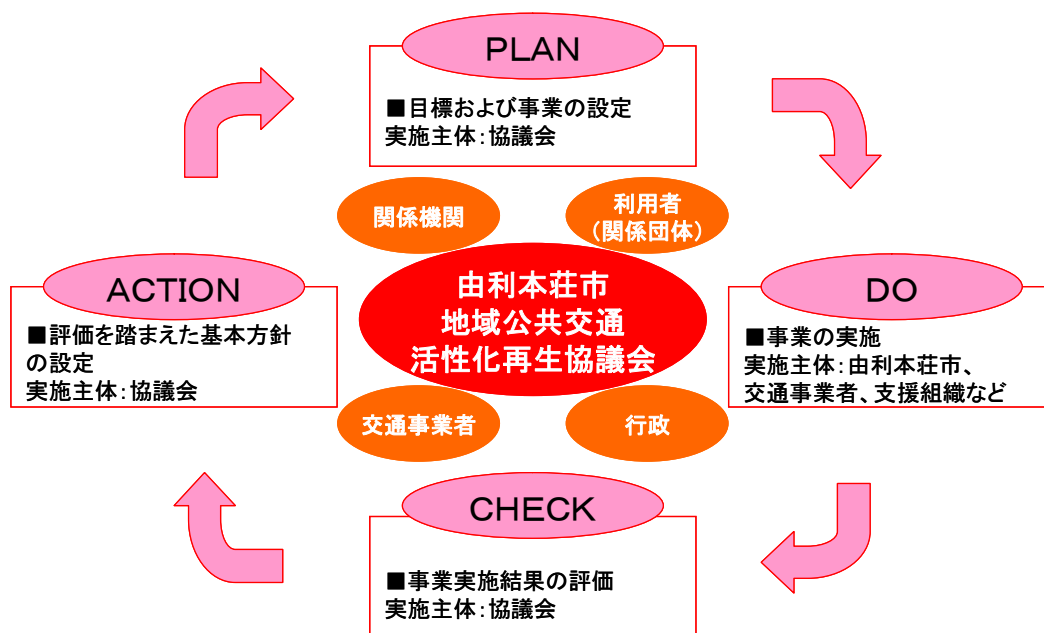 PLAN
■目標および事業の設定
実施主体：協議会
関係機関
利用者
（関係団体）
ACTION
■評価を踏まえた基本方針
の設定
実施主体：協議会
由利本荘市
地域公共交通
活性化再生協議会
DO
■事業の実施
実施主体：由利本荘市、
交通事業者、支援組織など
交通事業者
行政
CHECK
■事業実施結果の評価
実施主体：協議会